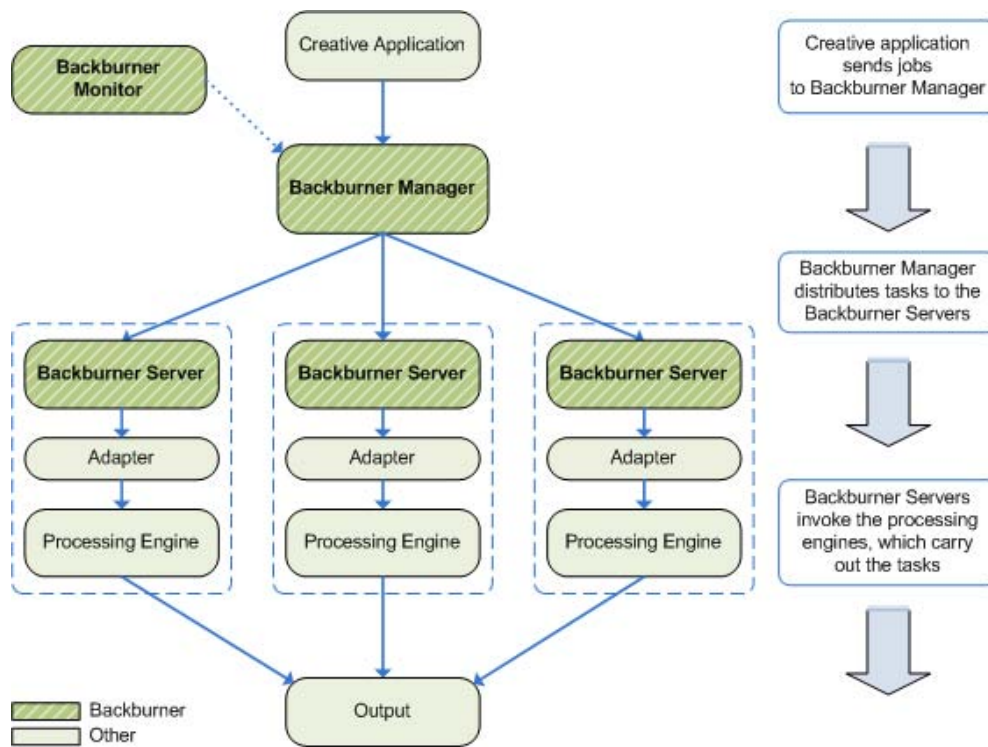 Creative Application
Backburner
Monitor
Backburner Manager
Backburner Server
Backburner Server
Backburner Server
Adapter
Adapter
Adapter
Processing Engine
Processing Engine
Processing Engine
Output
Backburner
Other
Creative application
sends jobs
to Backburner Manager
Backburner Manager
distributes tasks to the
Backburner Servers
Backburner Servers
invoke the processing
engines, which carry
out the tasks